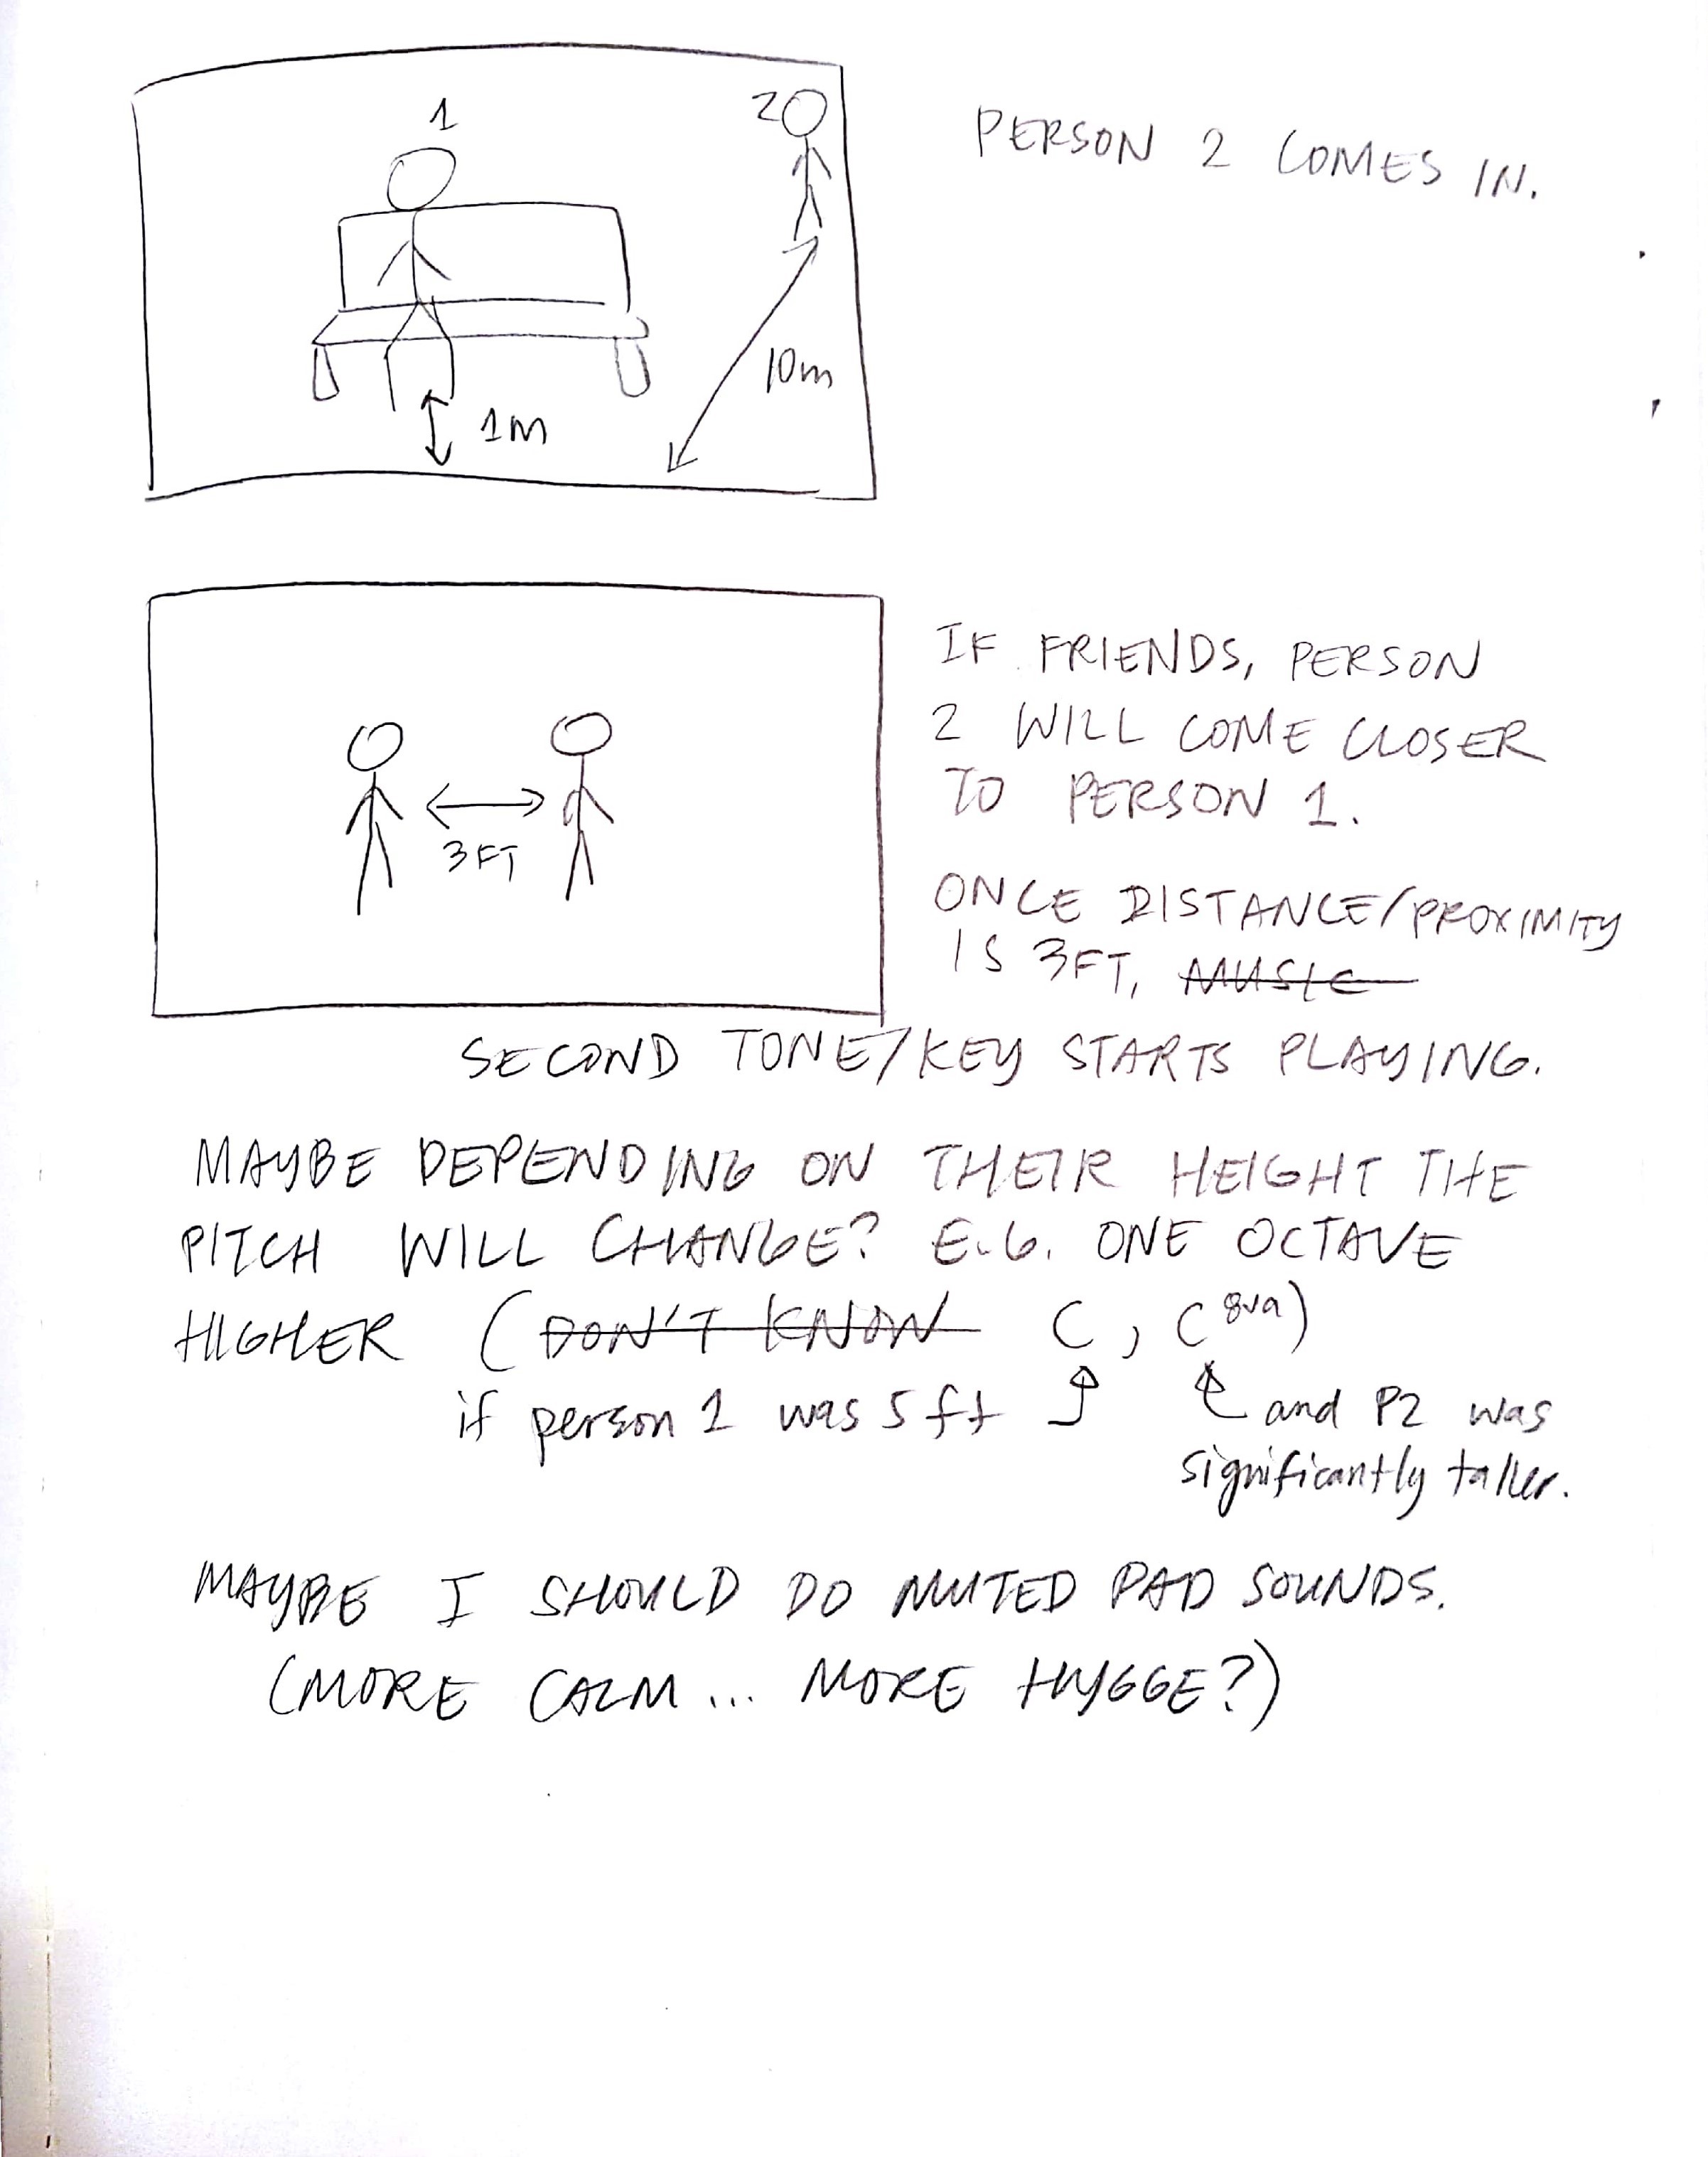 1
2
PERSON 2 COMES IN.
10m
1m
IF FRIENDS, PERSON
2 WILL COME CLOSER
TO PERSON 1.
3FT
ONCE DISTANCE/PROXIMITY
IS 3FT, MUSIC
SECOND TONE/KEY STARTS PLAYING.
MAYBE DEPENDING ON THEIR HEIGHT THE
PITCH WILL CHANGE? E.G. ONE OCTAVE
HIGHER (DON'T KNOW C, C 8va)
if person 1 was 5 ft and P2 was
significantly taller.
MAYBE I SHOULD DO MUTED PAD SOUNDS.
(MORE CALM... MORE HYGGE?)